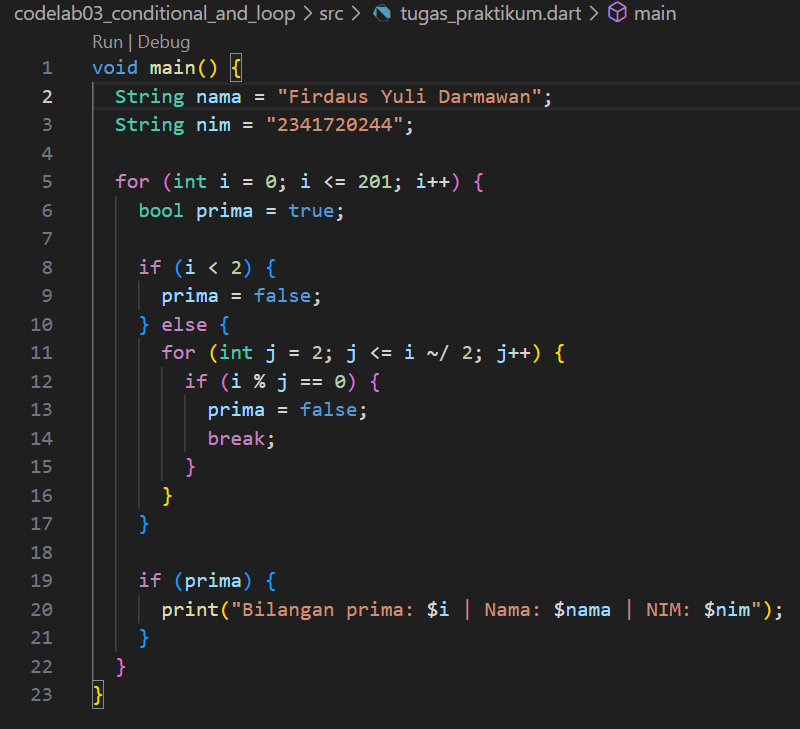 codelab03_conditional_and_loop > src > tugas_praktikum.dart > main
Run | Debug
1 void main() {
2   String nama = "Firdaus Yuli Darmawan";
3   String nim = "2341720244";
4
5   for (int i = 0; i <= 201; i++) {
6     bool prima = true;
7
8     if (i < 2) {
9       prima = false;
10     } else {
11       for (int j = 2; j <= i ~/ 2; j++) {
12         if (i % j == 0) {
13           prima = false;
14           break;
15         }
16       }
17     }
18
19     if (prima) {
20       print("Bilangan prima: $i | Nama: $nama | NIM: $nim");
21     }
22   }
23 }